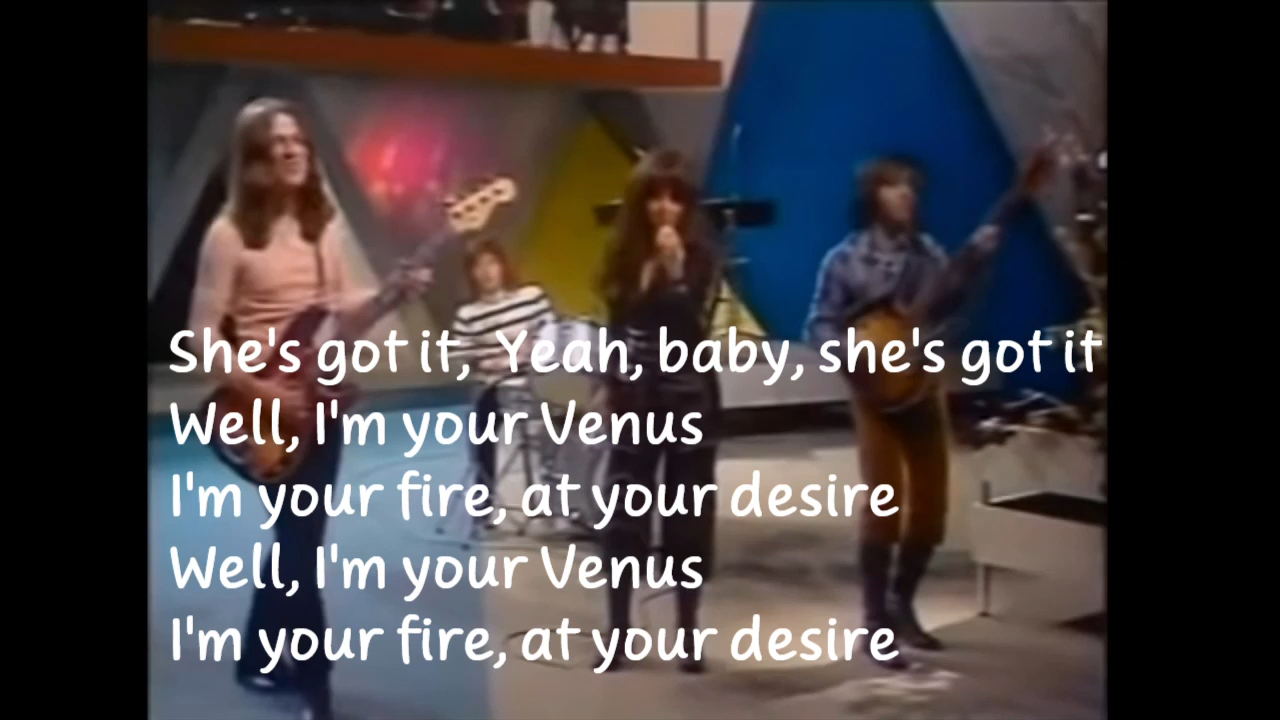 She's got it, Yeah, baby, she's got it
Well, I'm your Venus
I'm your fire, at your desire
Well, I'm your Venus
I'm your fire, at your desire